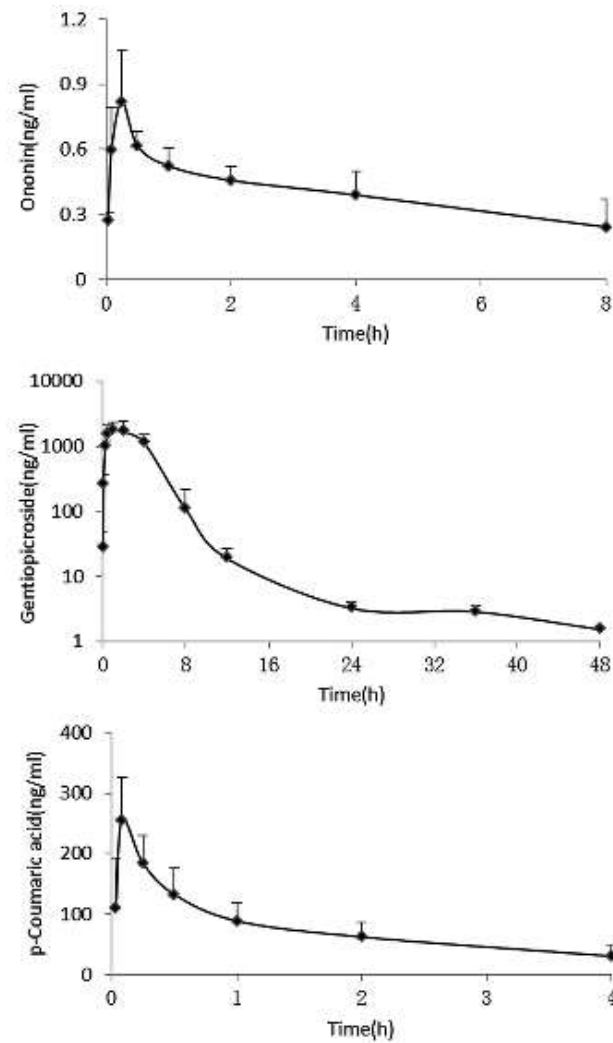 Ononin(ng/ml)
1.2
0.9
0.6
0.3
0
0 2 4 6 8
Time(h)
Gentiopicroside(ng/ml)
10000
1000
100
10
1
0 8 16 24 32 40 48
Time(h)
p-Coumaric acid(ng/ml)
400
300
200
100
0
0 1 2 3 4
Time(h)